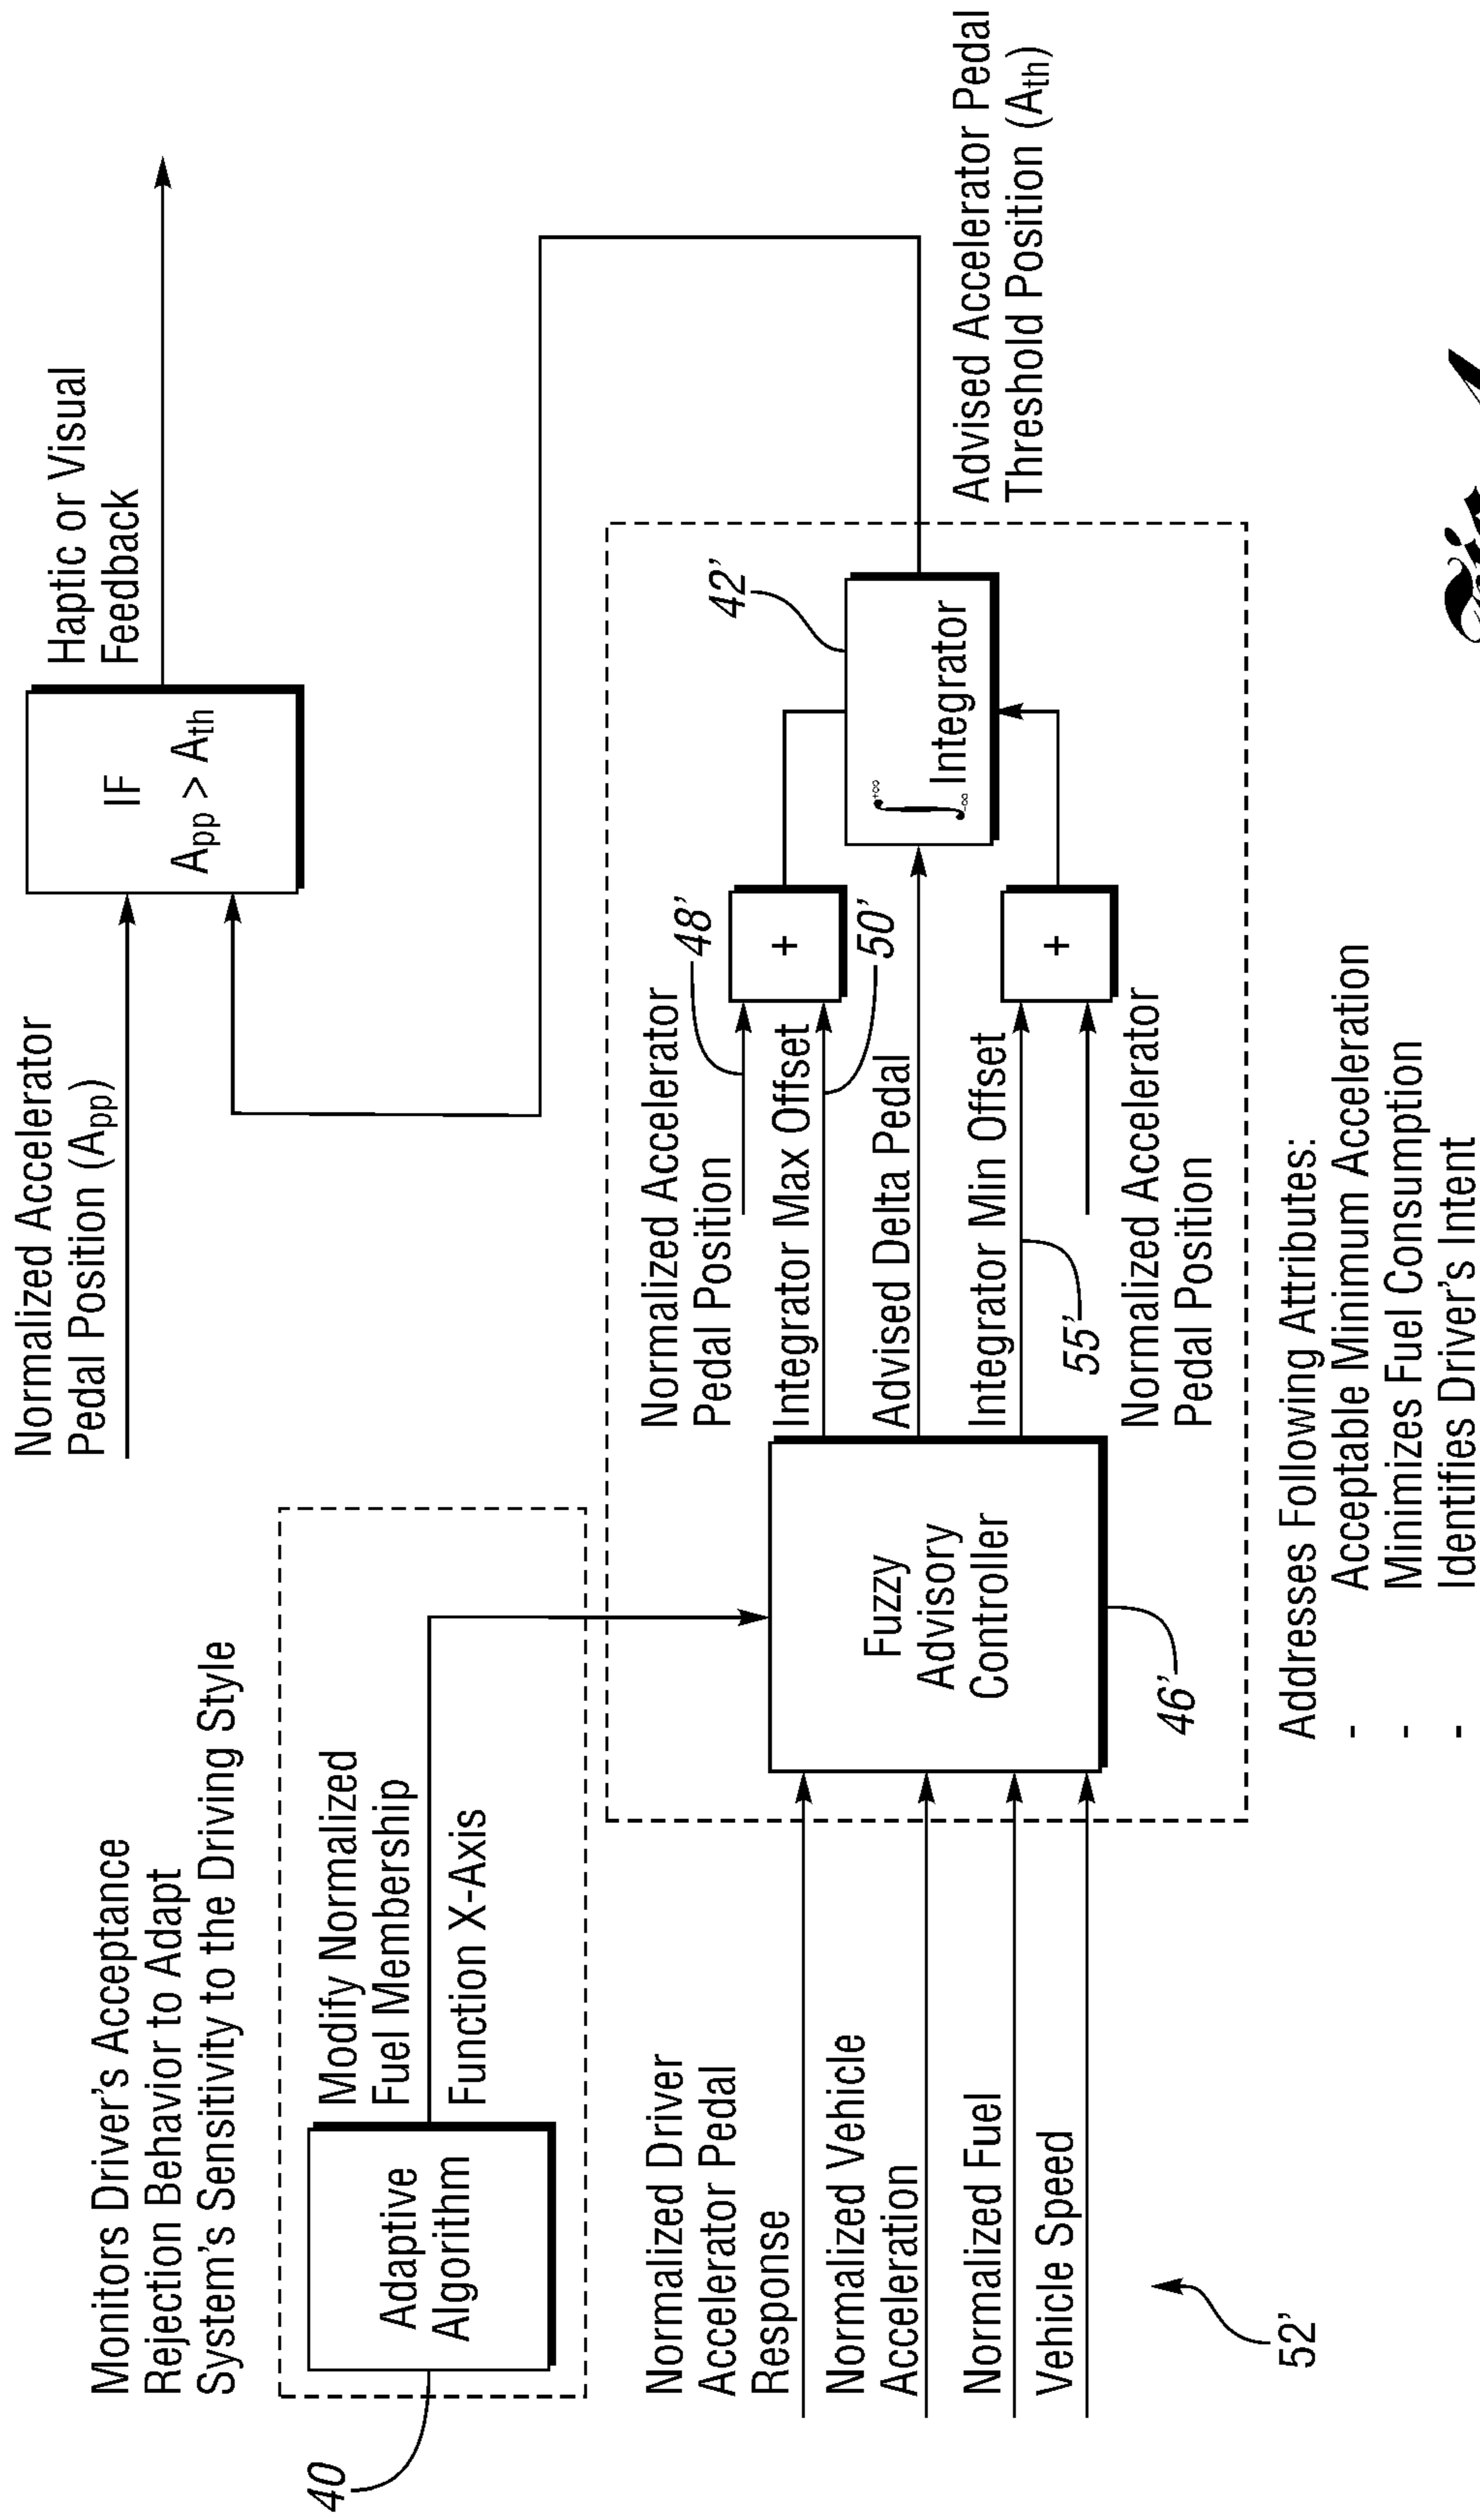 Normalized Accelerator
Pedal Position (App)
IF
App > Ath
Haptic or Visual
Feedback
Monitors Driver's Acceptance
Rejection Behavior to Adapt
System's Sensitivity to the Driving Style
40
Adaptive
Algorithm
Modify Normalized
Fuel Membership
Function X-Axis
Normalized Driver
Accelerator Pedal
Response
Normalized Vehicle
Acceleration
Normalized Fuel
Vehicle Speed
52'
Fuzzy
Advisory
Controller
46'
Normalized Accelerator
Pedal Position
48'
Integrator Max Offset
50'
Advised Delta Pedal
Integrator Min Offset
55'
Normalized Accelerator
Pedal Position
+
+
42'
∫ +∞ -∞
Integrator
Advised Accelerator Pedal
Threshold Position (Ath)
Addresses Following Attributes:
- Acceptable Minimum Acceleration
- Minimizes Fuel Consumption
- Identifies Driver's Intent